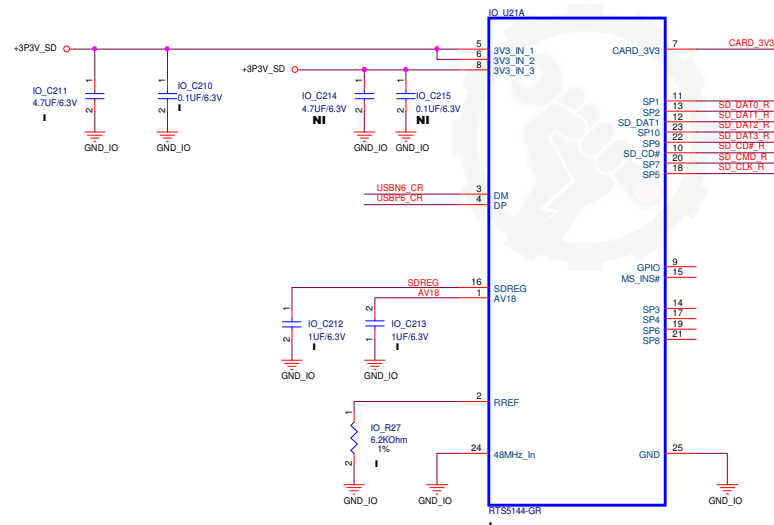 IO_U21A
+3P3V_SD
5
3V3_IN_1
6
3V3_IN_2
+3P3V_SD
8
3V3_IN_3
CARD_3V3
7
CARD_3V3
IO_C211
4.7UF/6.3V
I
1
2
GND_IO
IO_C210
0.1UF/6.3V
I
1
2
GND_IO
IO_C214
4.7UF/6.3V
NI
1
2
GND_IO
IO_C215
0.1UF/6.3V
NI
1
2
GND_IO
SP1
11
SP2
13
SD_DAT0_R
SD_DAT1
12
SD_DAT1_R
SP10
23
SD_DAT2_R
SP9
22
SD_DAT3_R
SD_CD#
10
SD_CD#_R
SP7
20
SD_CMD_R
SP5
18
SD_CLK_R
USBN6_CR
3
DM
USBP6_CR
4
DP
GPIO
9
MS_INS#
15
SDREG
16
SDREG
AV18
1
AV18
SP3
14
SP4
17
SP6
19
SP8
21
IO_C212
1UF/6.3V
I
1
2
GND_IO
IO_C213
1UF/6.3V
I
2
1
GND_IO
2
RREF
1
IO_R27
6.2KOhm
1%
I
2
GND_IO
24
48MHz_In
GND_IO
GND
25
GND_IO
RTS5144-GR